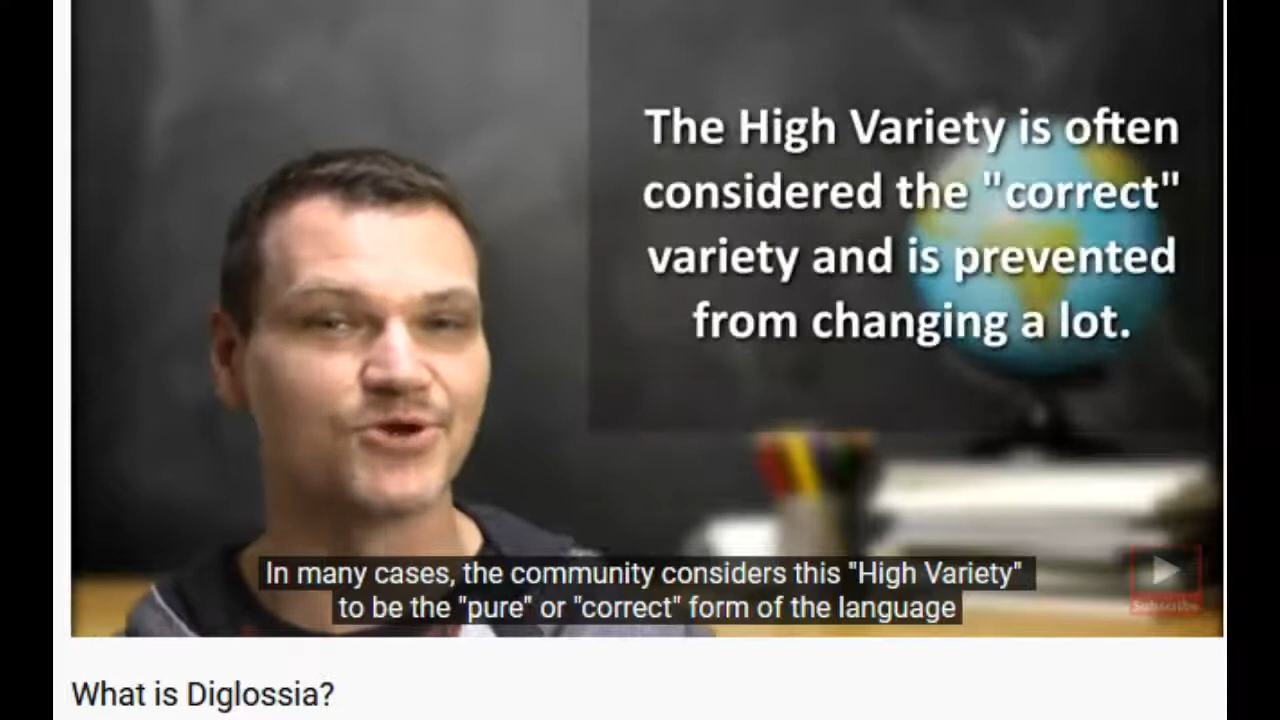 The High Variety is often
considered the "correct"
variety and is prevented
from changing a lot.
In many cases, the community considers this "High Variety"
to be the "pure" or "correct" form of the language
Subscribe
What is Diglossia?